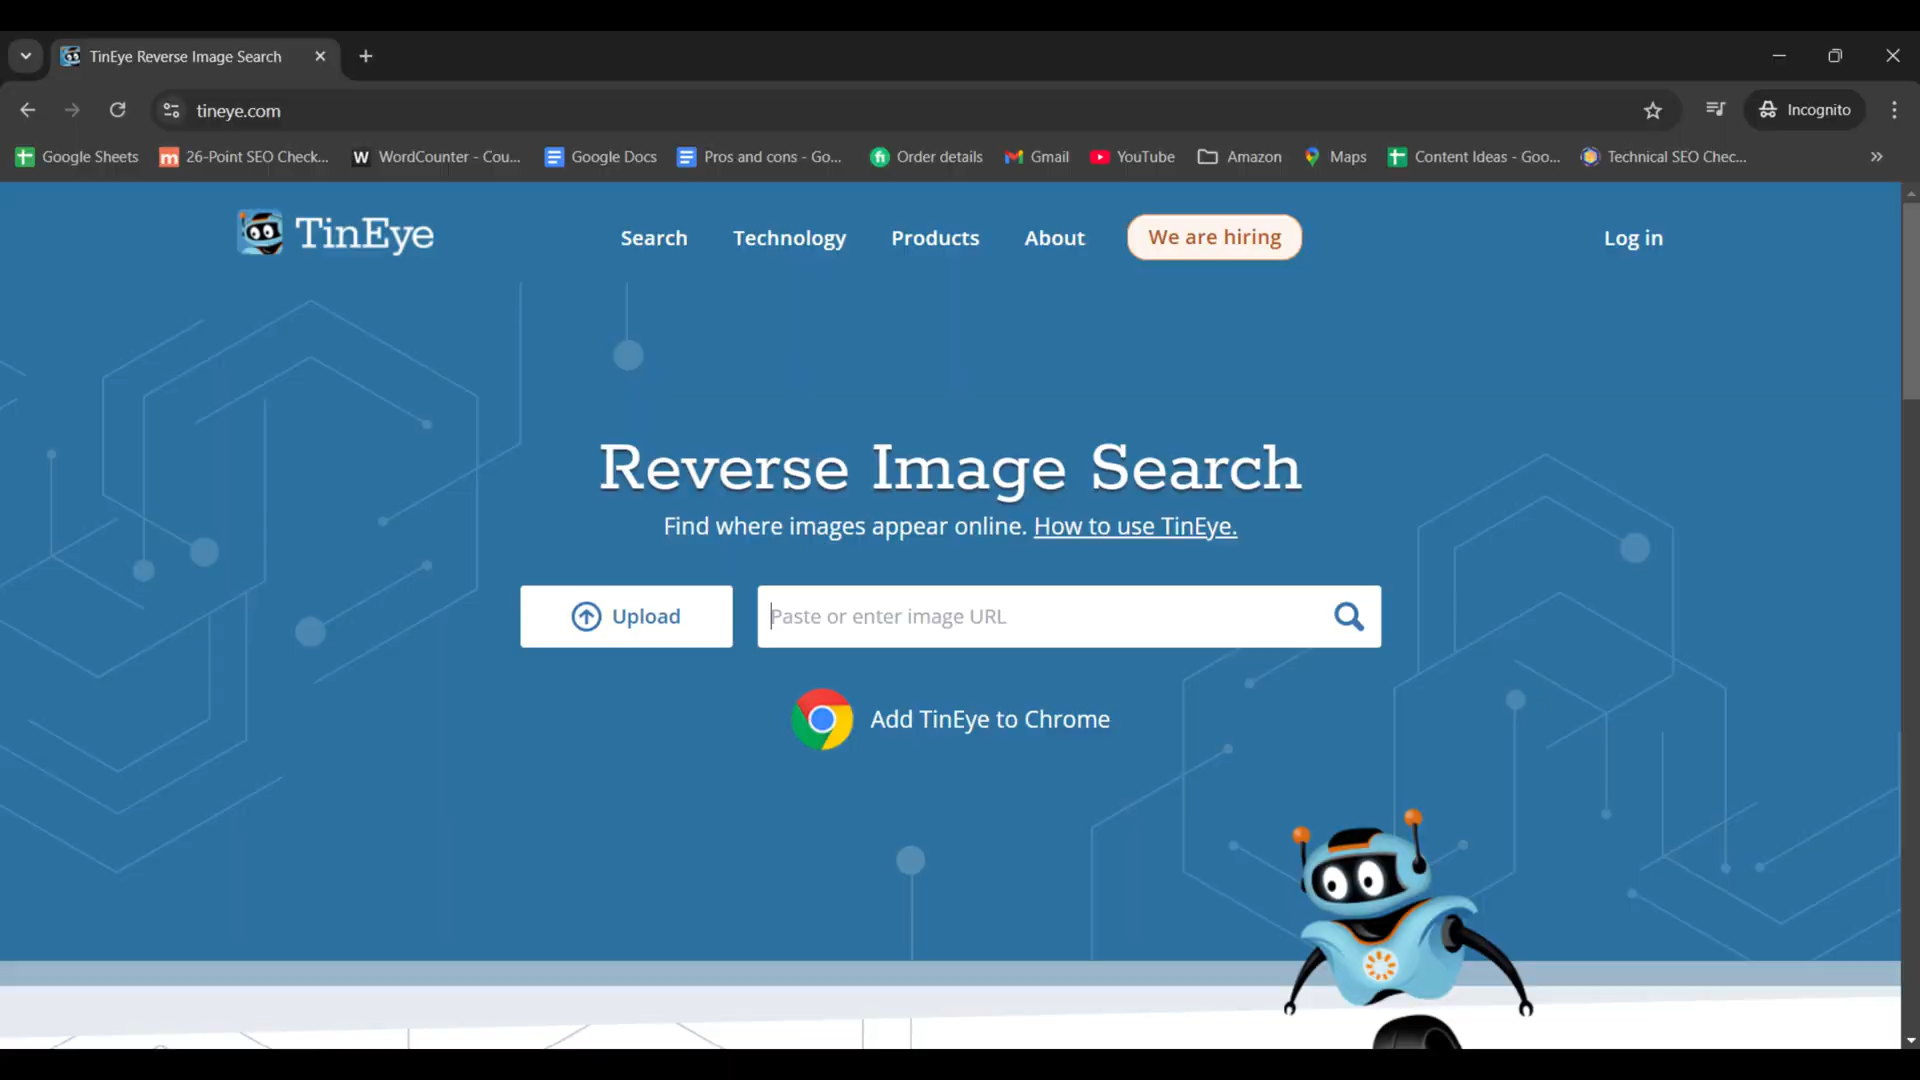 TinEye Reverse Image Search
tineye.com
Incognito
Google Sheets
26-Point SEO Check...
W WordCounter - Cou...
Google Docs
Pros and cons - Go...
fi Order details
Gmail
YouTube
Amazon
Maps
Content Ideas - Goo...
Technical SEO Chec...
TinEye
Search
Technology
Products
About
We are hiring
Log in
Reverse Image Search
Find where images appear online. How to use TinEye.
Upload
Paste or enter image URL
Add TinEye to Chrome